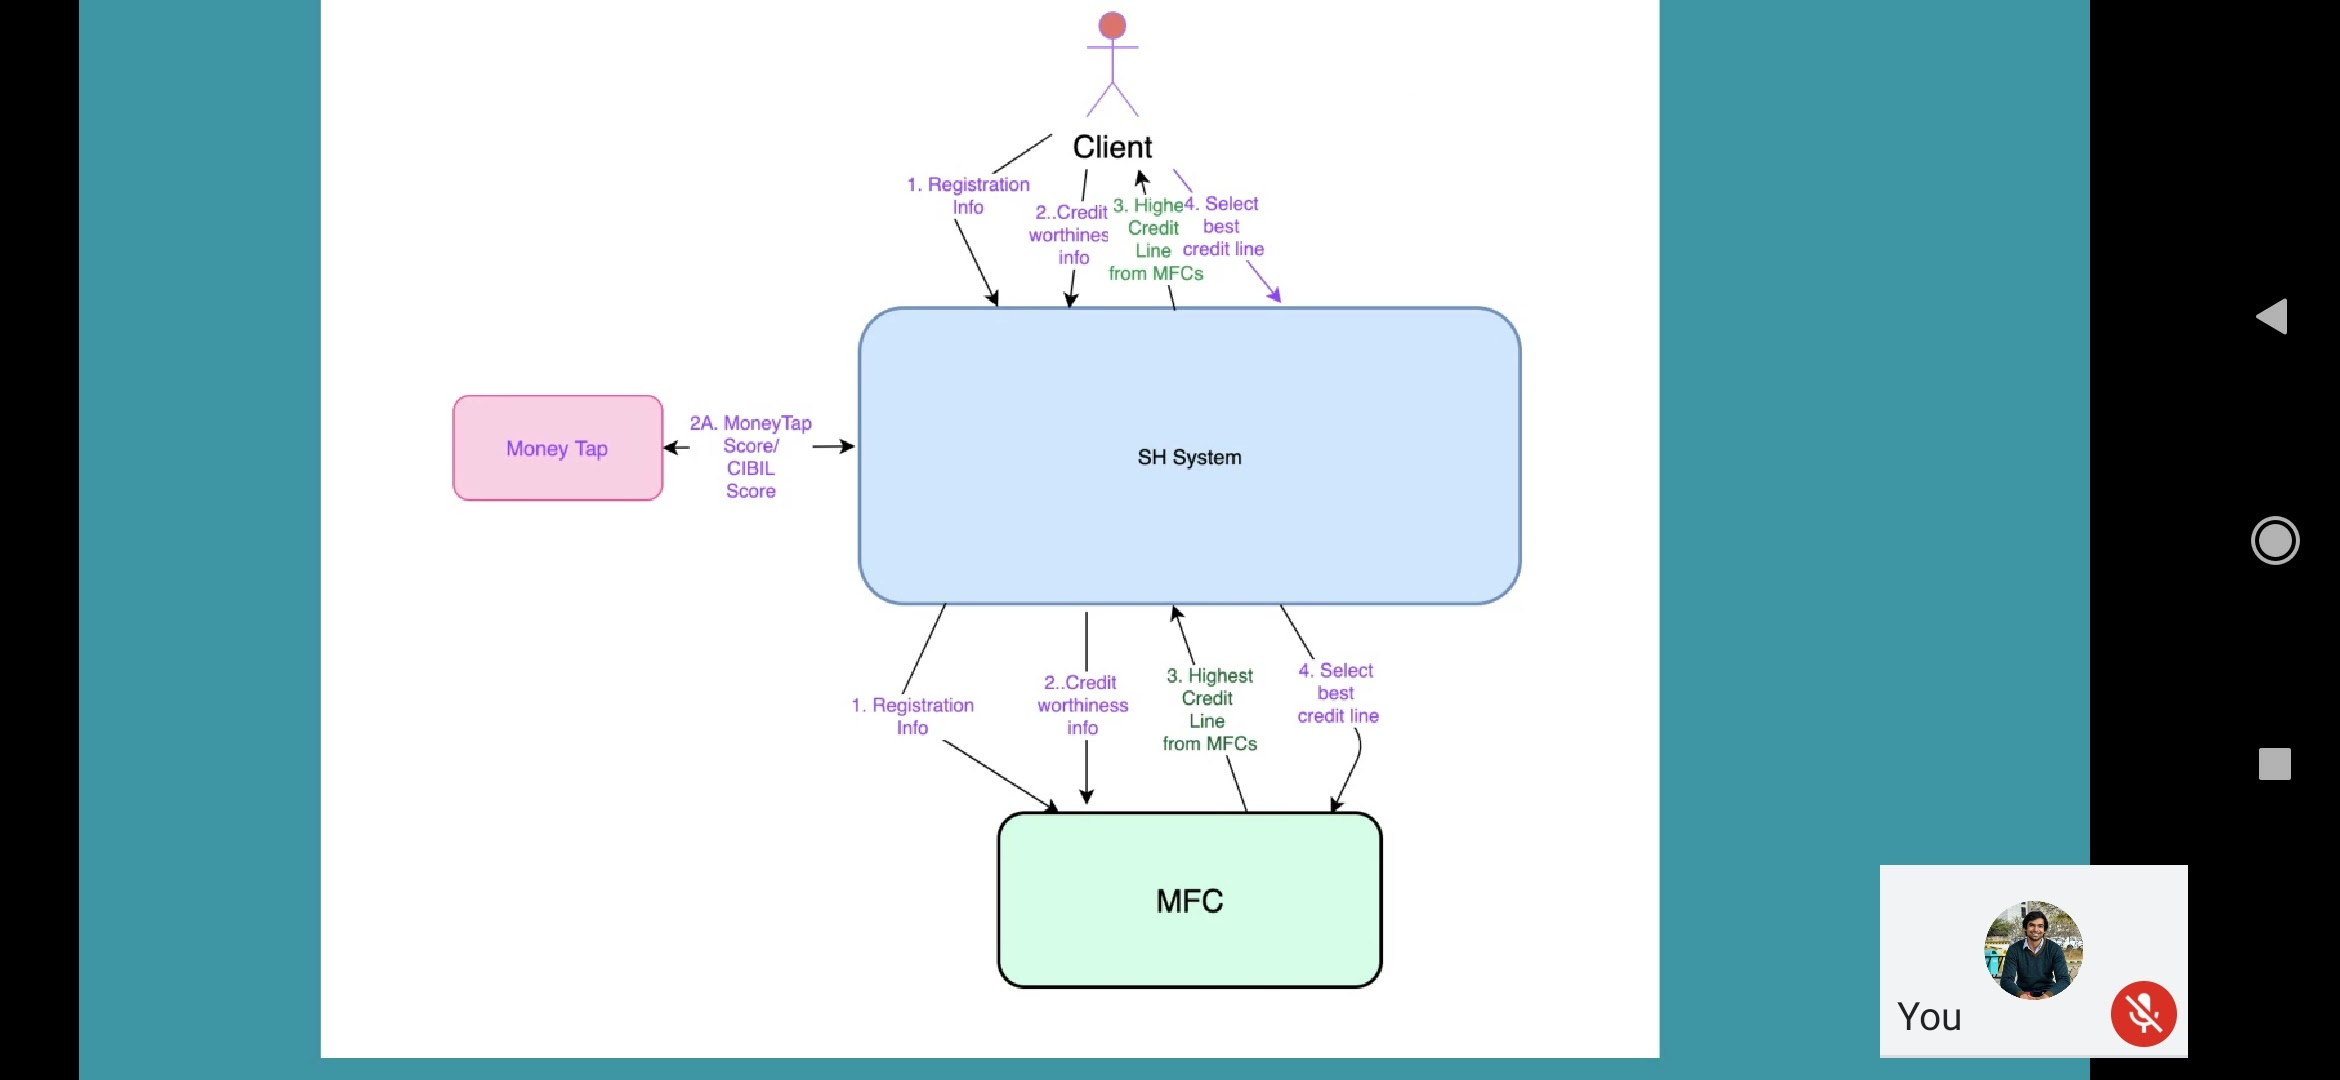 Client
1. Registration
Info
2..Credit
worthines
info
3. Highe
Credit
Line
from MFCs
4. Select
best
credit line
Money Tap
2A. MoneyTap
Score/
CIBIL
Score
SH System
1. Registration
Info
2..Credit
worthiness
info
3. Highest
Credit
Line
from MFCs
4. Select
best
credit line
MFC
You